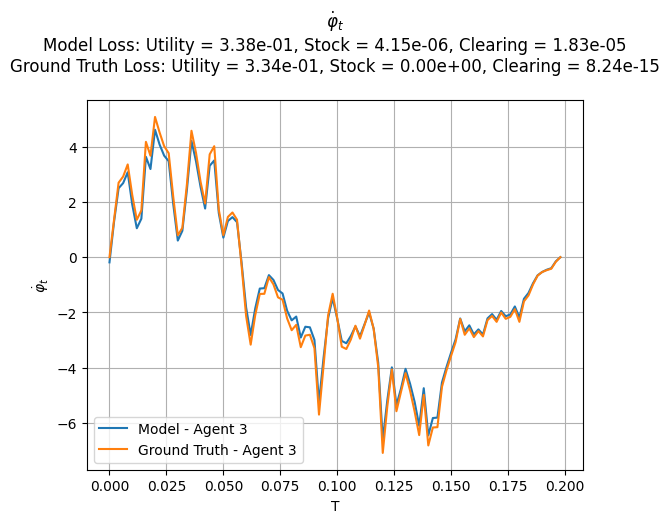 φ̇ₜ
Model Loss: Utility = 3.38e-01, Stock = 4.15e-06, Clearing = 1.83e-05
Ground Truth Loss: Utility = 3.34e-01, Stock = 0.00e+00, Clearing = 8.24e-15
4
2
0
−2
−4
−6
φ̇ₜ
Model - Agent 3
Ground Truth - Agent 3
0.000 0.025 0.050 0.075 0.100 0.125 0.150 0.175 0.200
T